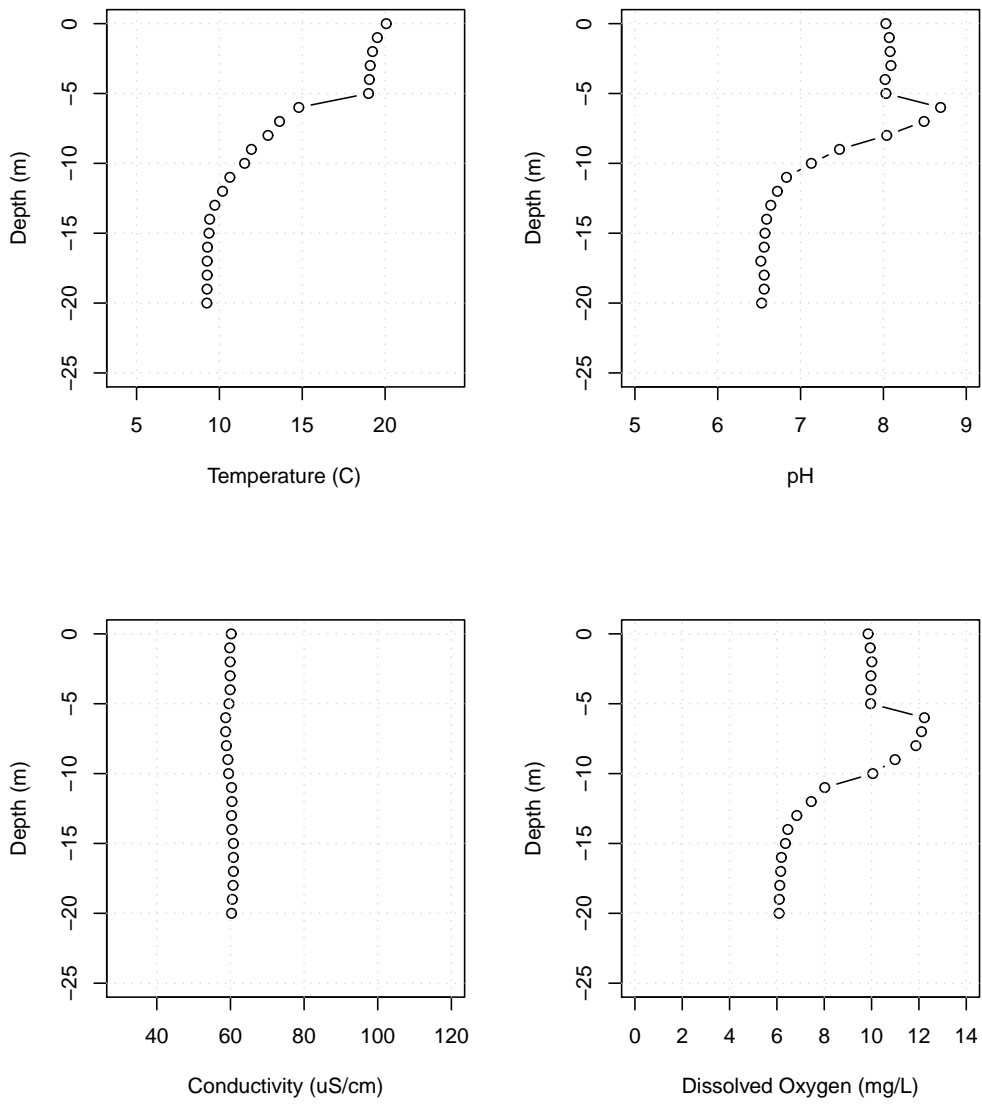 0
−5
−10
−15
−20
−25
Depth (m)
5 10 15 20
Temperature (C)
0
−5
−10
−15
−20
−25
Depth (m)
5 6 7 8 9
pH
0
−5
−10
−15
−20
−25
Depth (m)
40 60 80 100 120
Conductivity (uS/cm)
0
−5
−10
−15
−20
−25
Depth (m)
0 2 4 6 8 10 12 14
Dissolved Oxygen (mg/L)